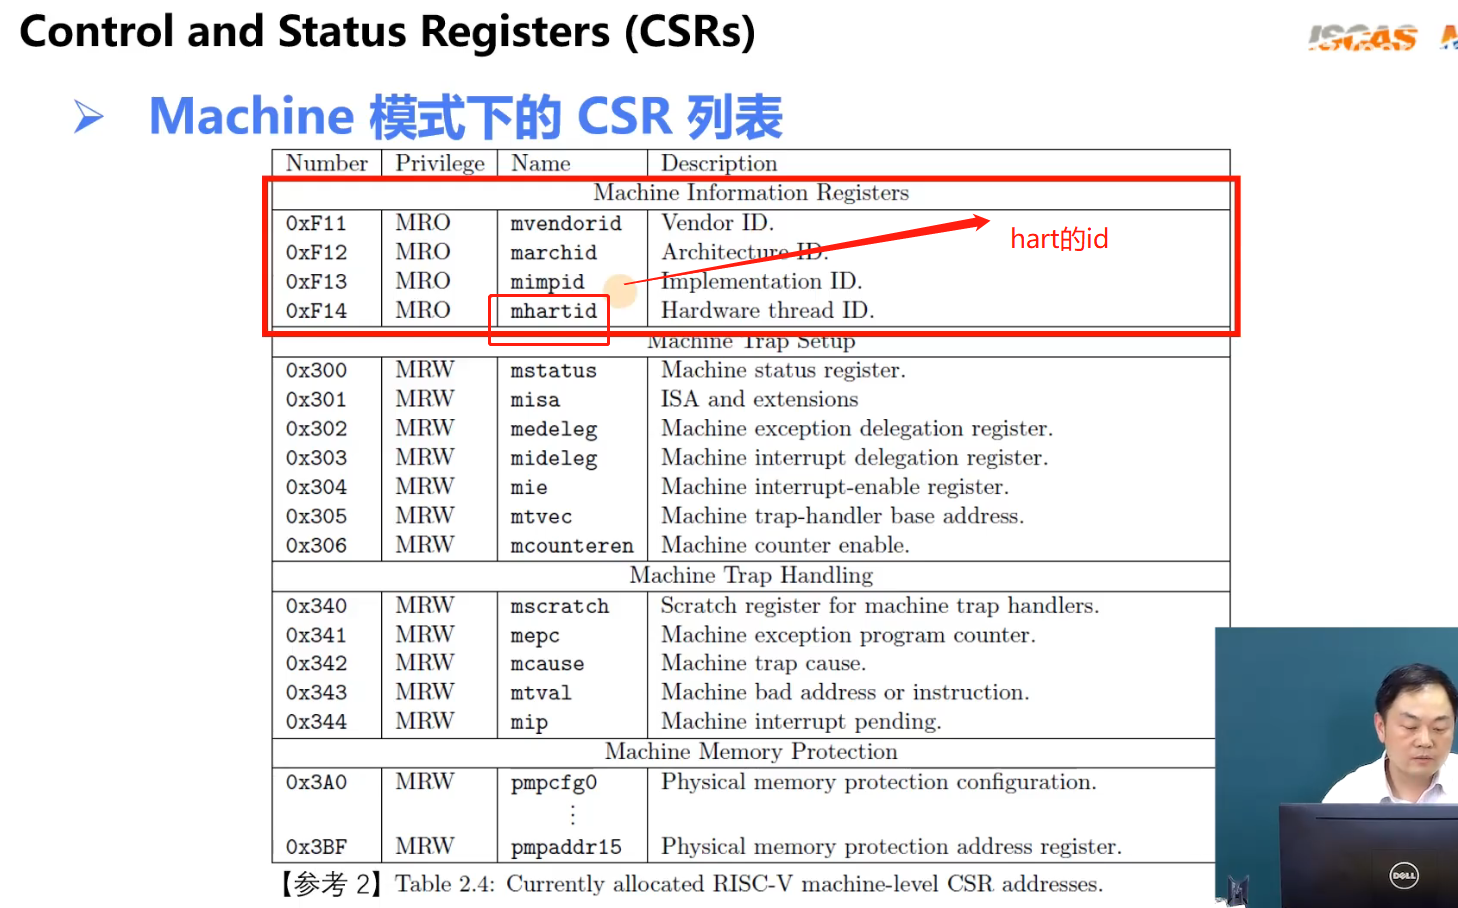 Control and Status Registers (CSRs)
ISCAS
Machine 模式下的 CSR 列表
Number Privilege Name Description
Machine Information Registers
0xF11 MRO mvendorid Vendor ID.
hart的id
0xF12 MRO marchid Architecture ID.
0xF13 MRO mimpid Implementation ID.
0xF14 MRO mhartid Hardware thread ID.
Machine Trap Setup
0x300 MRW mstatus Machine status register.
0x301 MRW misa ISA and extensions
0x302 MRW medeleg Machine exception delegation register.
0x303 MRW mideleg Machine interrupt delegation register.
0x304 MRW mie Machine interrupt-enable register.
0x305 MRW mtvec Machine trap-handler base address.
0x306 MRW mcounteren Machine counter enable.
Machine Trap Handling
0x340 MRW mscratch Scratch register for machine trap handlers.
0x341 MRW mepc Machine exception program counter.
0x342 MRW mcause Machine trap cause.
0x343 MRW mtval Machine bad address or instruction.
0x344 MRW mip Machine interrupt pending.
Machine Memory Protection
0x3A0 MRW pmpcfg0 Physical memory protection configuration.
⋮
0x3BF MRW pmpaddr15 Physical memory protection address register.
【参考 2】Table 2.4: Currently allocated RISC-V machine-level CSR addresses.
DELL